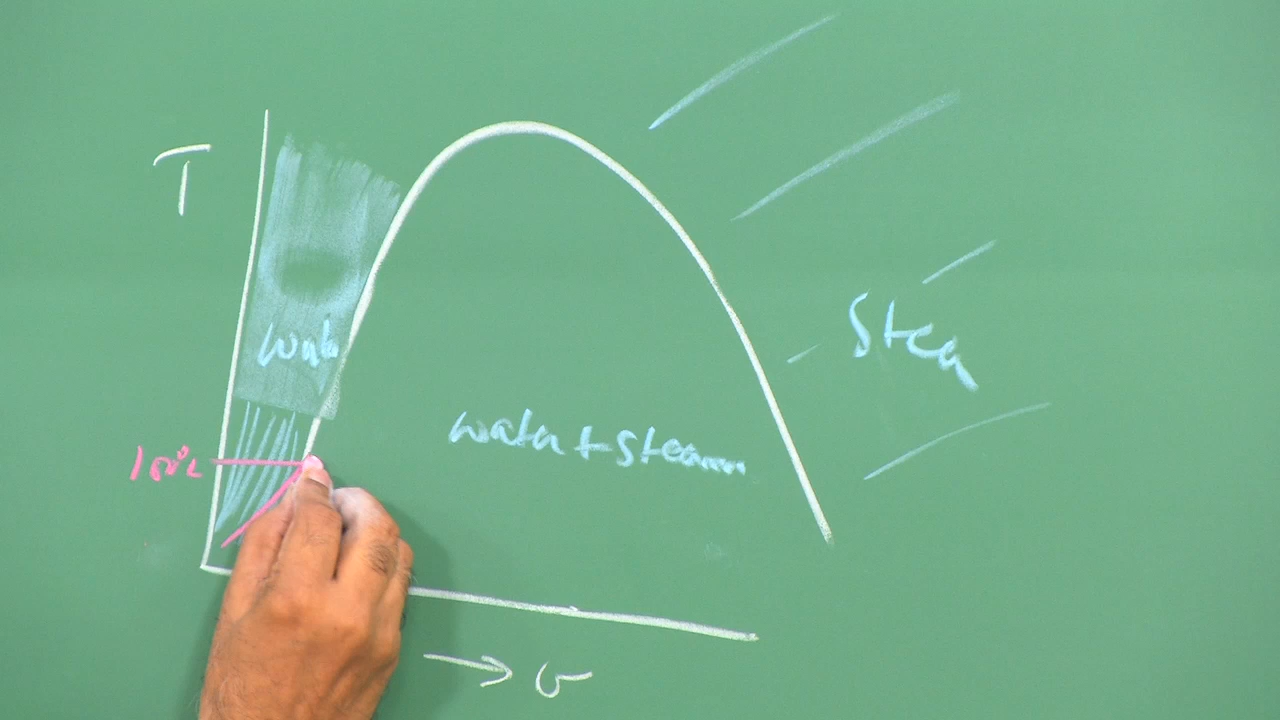 T
wat
Stea
water + steam
100°C
→ v